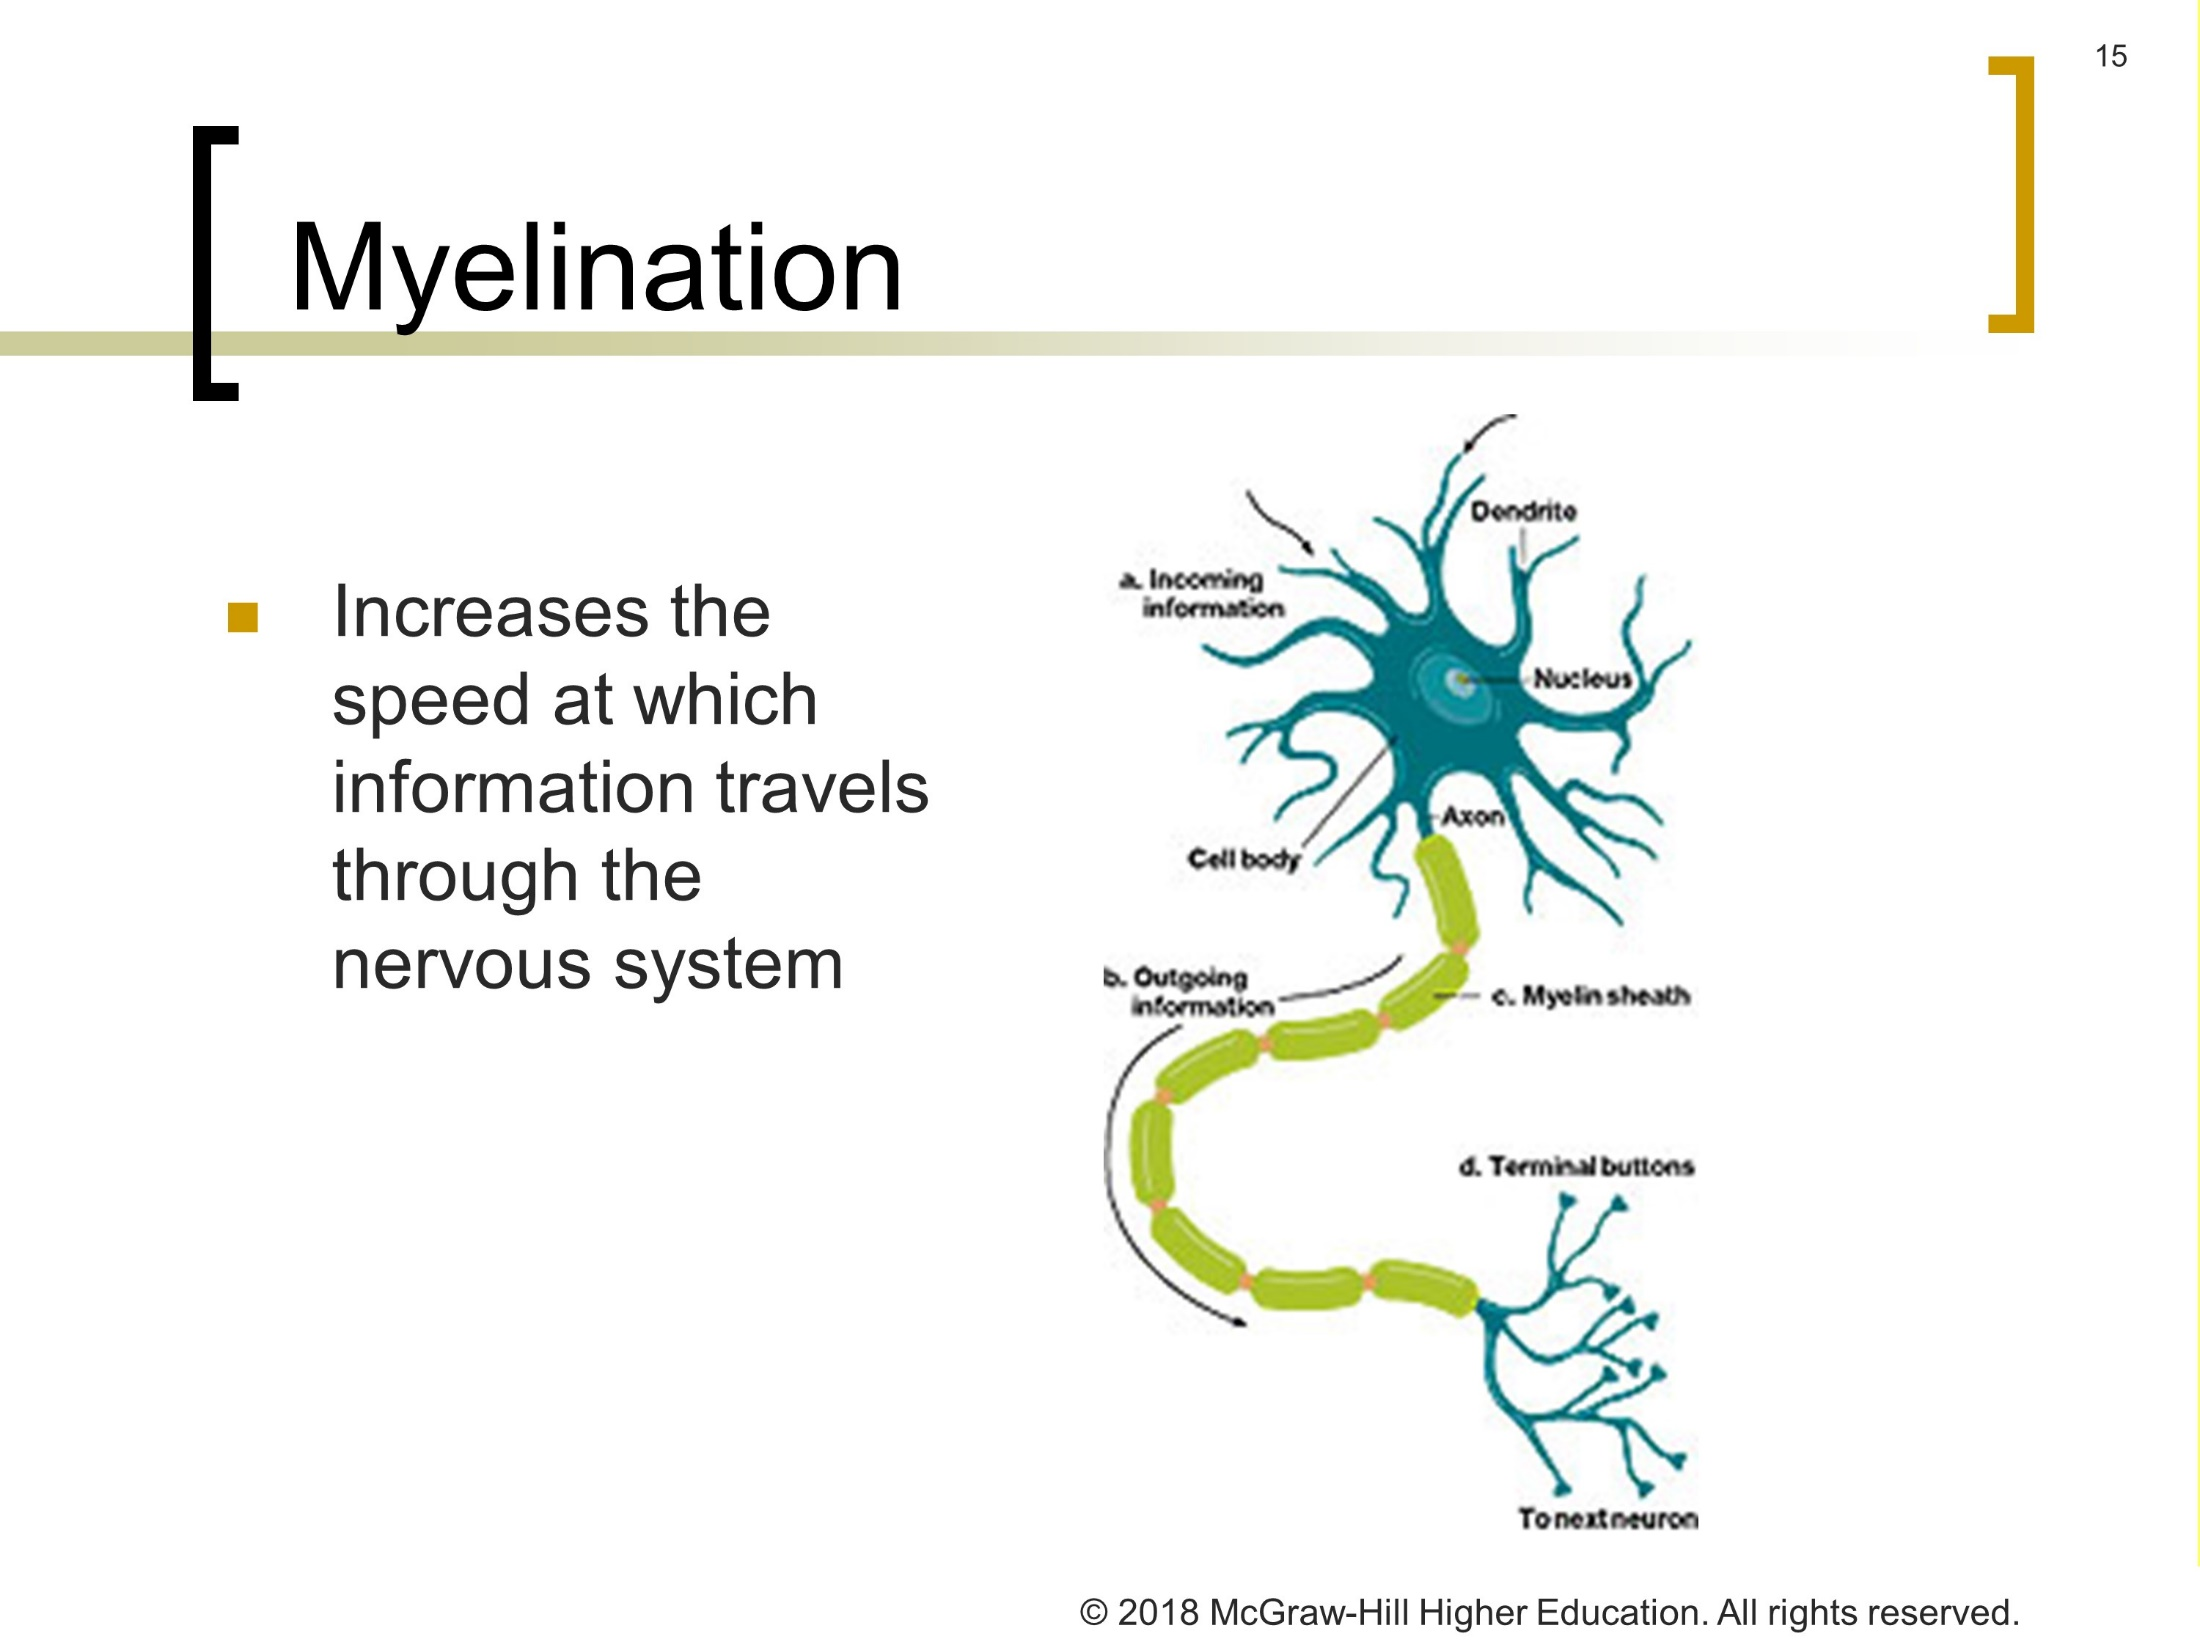 15
Myelination
Increases the
speed at which
information travels
through the
nervous system
Dendrite
a. Incoming
information
Nucleus
Axon
Cell body
b. Outgoing
information
c. Myelin sheath
d. Terminal buttons
To next neuron
© 2018 McGraw-Hill Higher Education. All rights reserved.